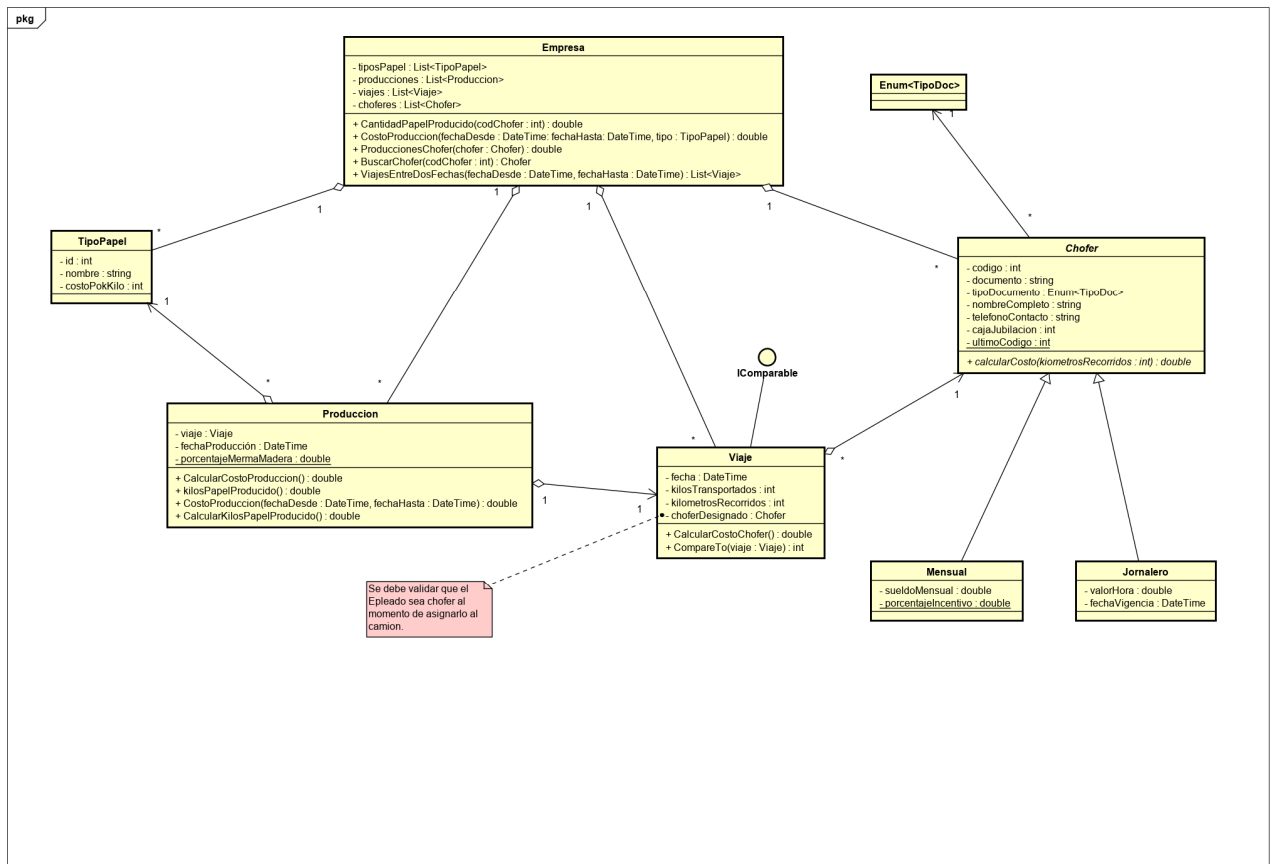 pkg
Empresa
- tiposPapel : List<TipoPapel>
- producciones : List<Produccion>
- viajes : List<Viaje>
- choferes : List<Chofer>
+ CantidadPapelProducido(codChofer : int) : double
+ CostoProduccion(fechaDesde : DateTime: fechaHasta: DateTime, tipo : TipoPapel) : double
+ ProduccionesChofer(chofer : Chofer) : double
+ BuscarChofer(codChofer : int) : Chofer
+ ViajesEntreDosFechas(fechaDesde : DateTime, fechaHasta : DateTime) : List<Viaje>
Enum<TipoDoc>
1
*
1
*
1
*
1
*
1
*
TipoPapel
- id : int
- nombre : string
- costoPokKilo : int
1
*
Chofer
- codigo : int
- documento : string
- tipoDocumento : Enum<TipoDoc>
- nombreCompleto : string
- telefonoContacto : string
- cajaJubilacion : int
- ultimoCodigo : int
+ calcularCosto(kiometrosRecorridos : int) : double
IComparable
Produccion
- viaje : Viaje
- fechaProducción : DateTime
- porcentajeMermaMadera : double
+ CalcularCostoProduccion() : double
+ kilosPapelProducido() : double
+ CostoProduccion(fechaDesde : DateTime, fechaHasta : DateTime) : double
+ CalcularKilosPapelProducido() : double
1
1
Viaje
- fecha : DateTime
- kilosTransportados : int
- kilometrosRecorridos : int
- choferDesignado : Chofer
+ CalcularCostoChofer() : double
+ CompareTo(viaje : Viaje) : int
*
1
Se debe validar que el
Epleado sea chofer al
momento de asignarlo al
camion.
Mensual
- sueldoMensual : double
- porcentajeIncentivo : double
Jornalero
- valorHora : double
- fechaVigencia : DateTime